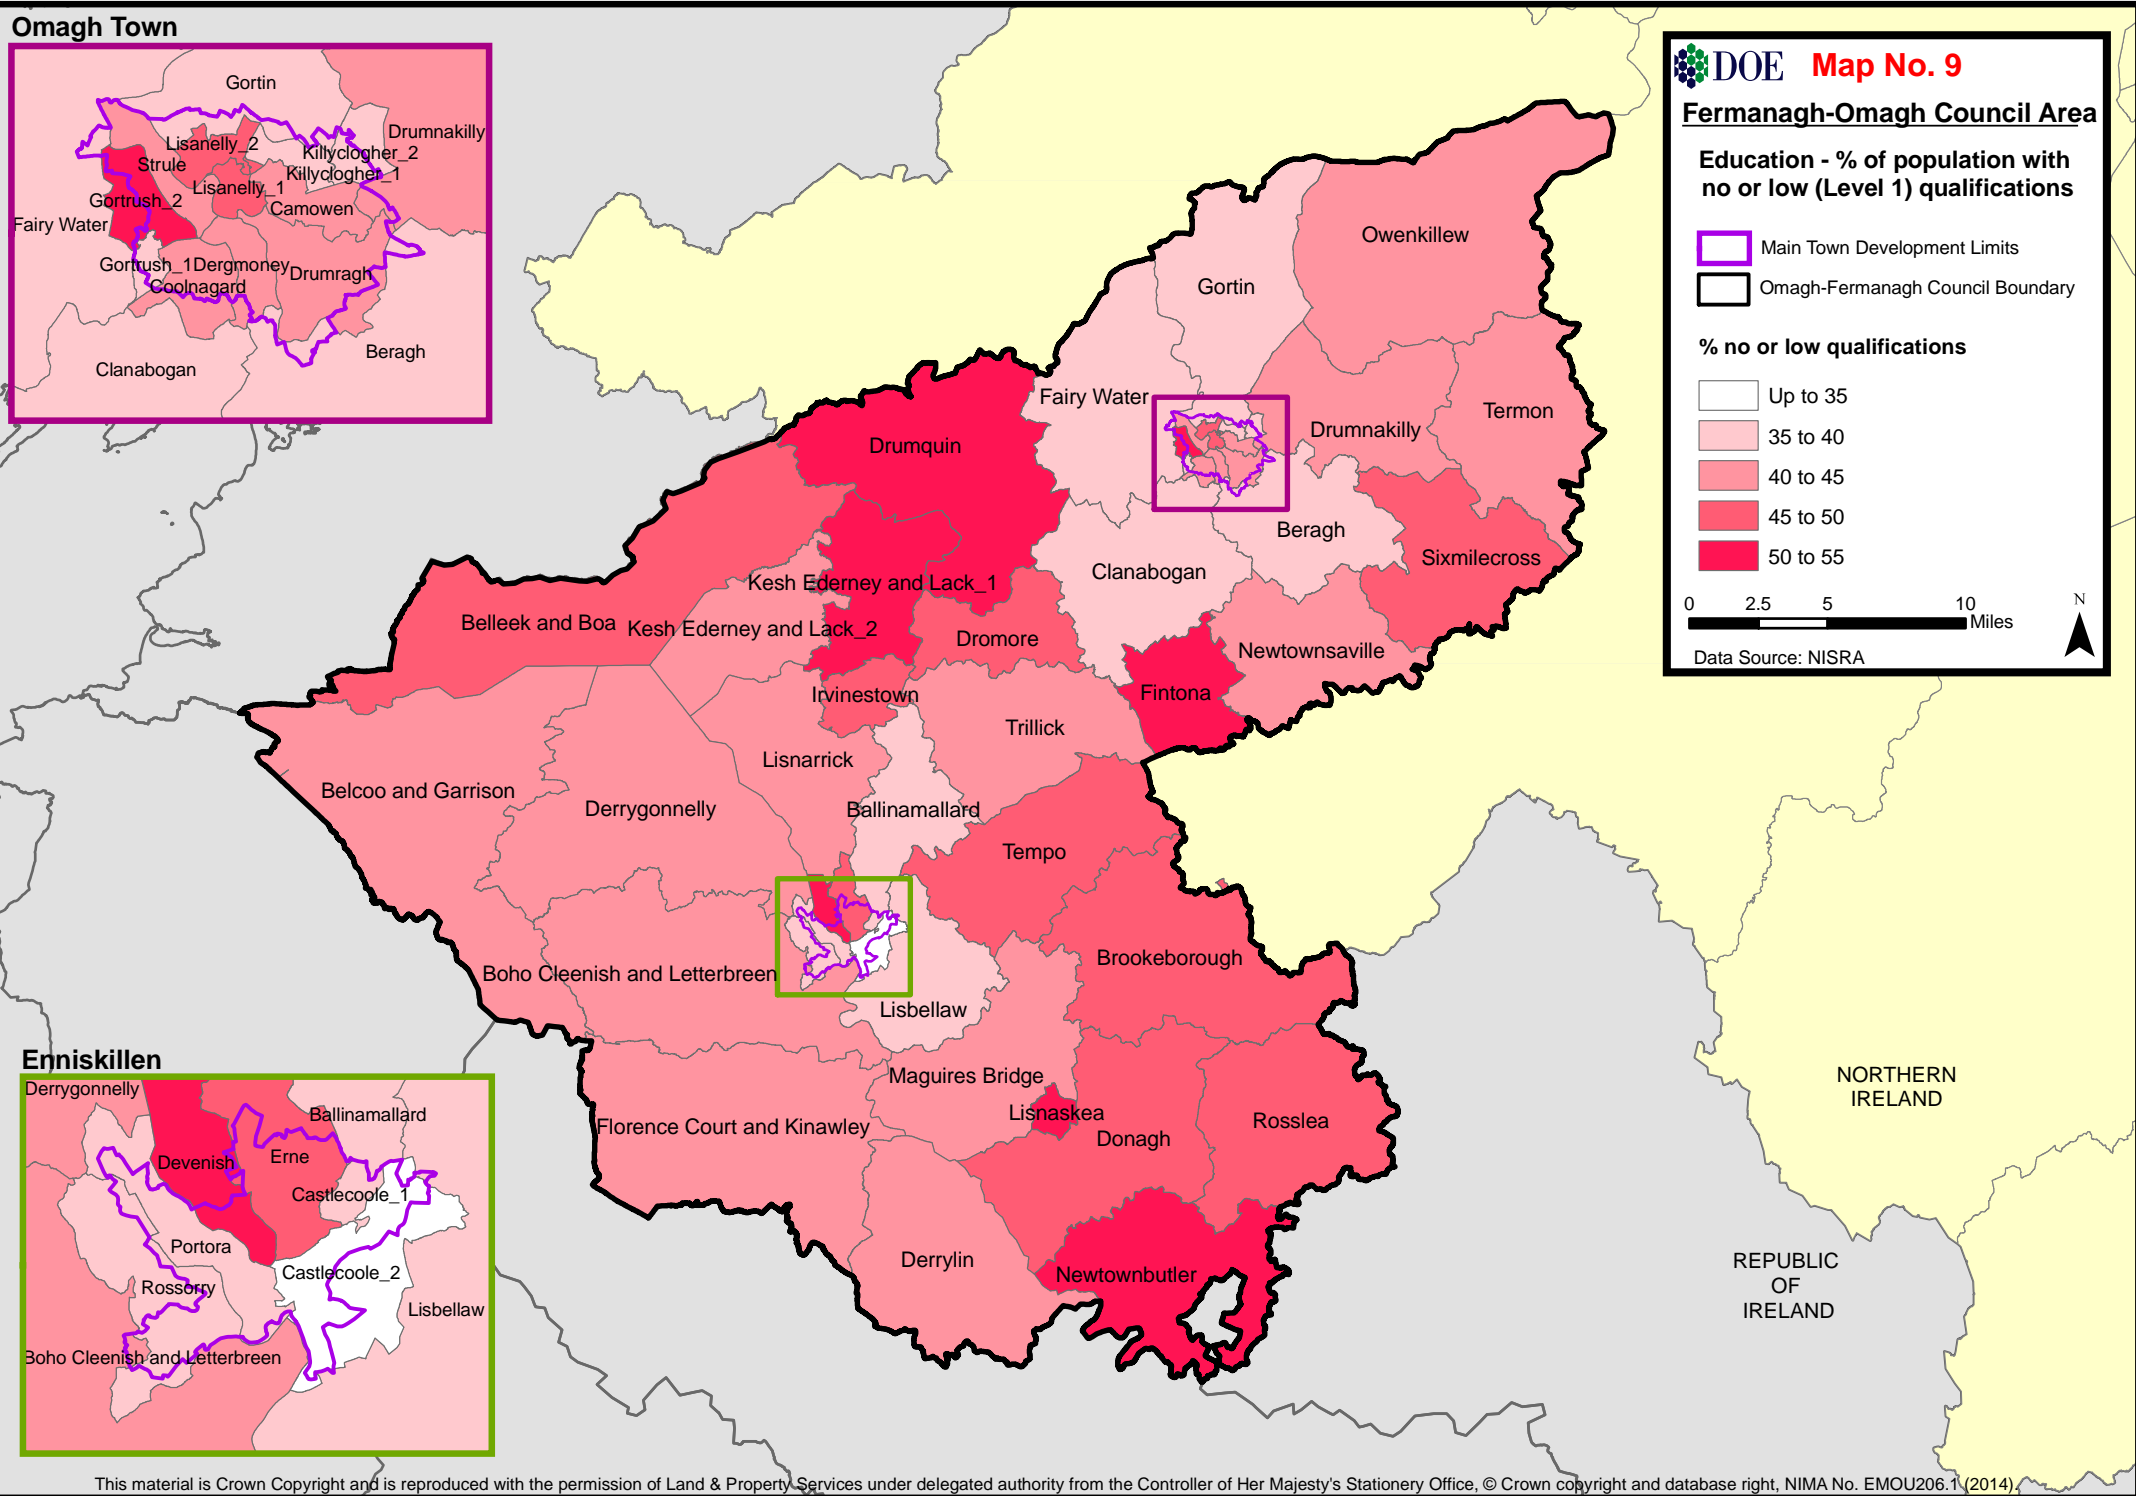 Omagh Town
Gortin
Drumnakilly
Lisanelly_2
Killyclogher_2
Strule
Killyclogher_1
Lisanelly_1
Gortrush_2
Camowen
Fairy Water
Gortrush_1
Dergmoney
Drumragh
Coolnagard
Beragh
Clanabogan
DOE
Map No. 9
Fermanagh-Omagh Council Area
Education - % of population with
no or low (Level 1) qualifications
Main Town Development Limits
Omagh-Fermanagh Council Boundary
% no or low qualifications
Up to 35
35 to 40
40 to 45
45 to 50
50 to 55
0 2.5 5 10
Miles
N
Data Source: NISRA
Owenkillew
Gortin
Fairy Water
Termon
Drumnakilly
Drumquin
Beragh
Sixmilecross
Clanabogan
Kesh Ederney and Lack_1
Belleek and Boa
Kesh Ederney and Lack_2
Dromore
Newtownsaville
Irvinestown
Fintona
Trillick
Lisnarrick
Belcoo and Garrison
Derrygonnelly
Ballinamallard
Tempo
Brookeborough
Boho Cleenish and Letterbreen
Lisbellaw
Maguires Bridge
Lisnaskea
Florence Court and Kinawley
Donagh
Rosslea
Derrylin
Newtownbutler
NORTHERN
IRELAND
REPUBLIC
OF
IRELAND
Enniskillen
Derrygonnelly
Ballinamallard
Devenish
Erne
Castlecoole_1
Portora
Castlecoole_2
Rossorry
Lisbellaw
Boho Cleenish and Letterbreen
This material is Crown Copyright and is reproduced with the permission of Land & Property Services under delegated authority from the Controller of Her Majesty's Stationery Office, © Crown copyright and database right, NIMA No. EMOU206.1 (2014).